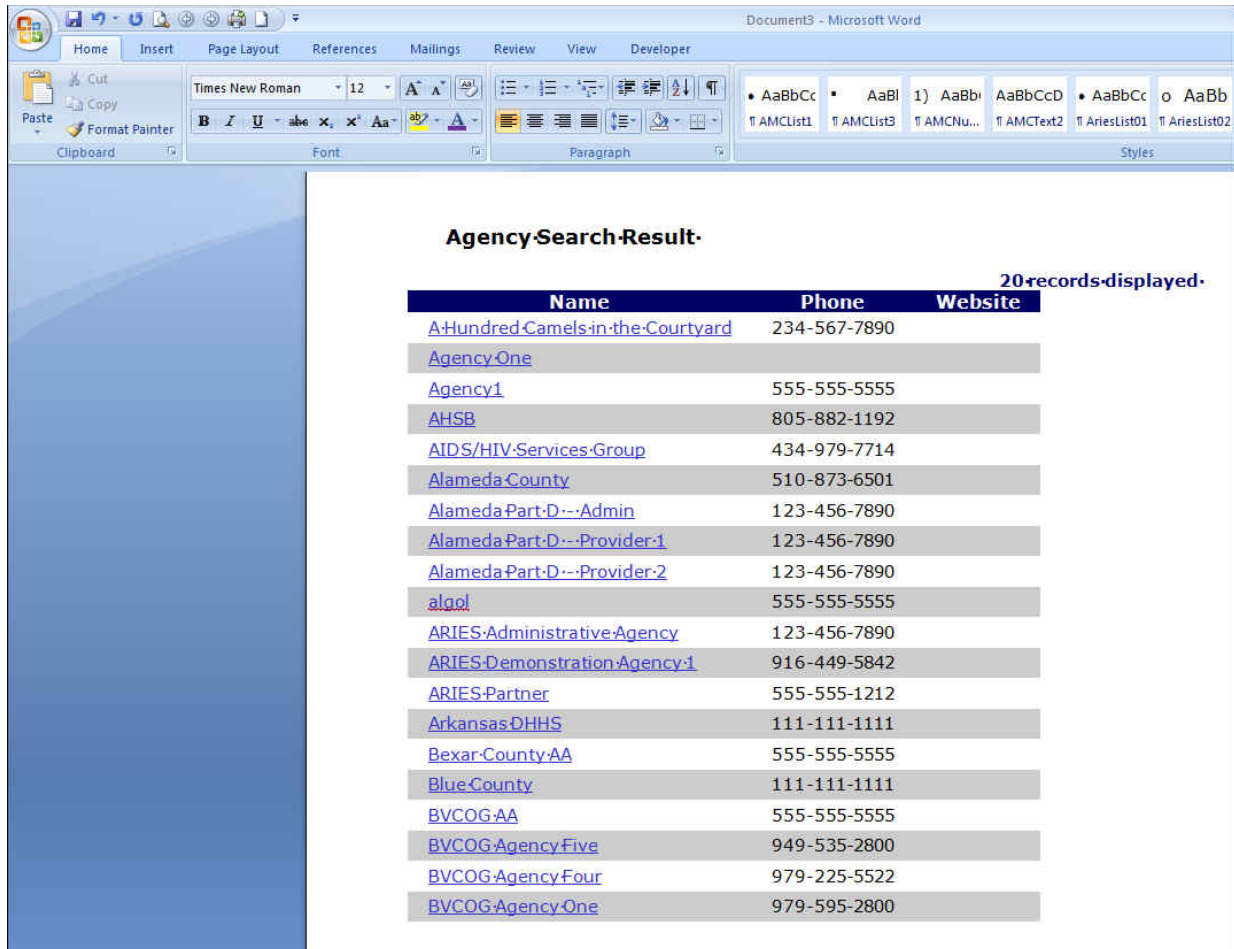 Document3 - Microsoft Word
Home Insert Page Layout References Mailings Review View Developer
Paste
Cut
Copy
Format Painter
Clipboard
Times New Roman 12
B I U abc x₂ x² Aa
Font
Paragraph
AaBbCc AaBl 1) AaBb AaBbCcD AaBbCc o AaBb
¶ AMCList1 ¶ AMCList3 ¶ AMCNu... ¶ AMCText2 ¶ AriesList01 ¶ AriesList02
Styles
Agency·Search·Result·
20·records·displayed·
Name Phone Website
A·Hundred·Camels·in·the·Courtyard 234-567-7890
Agency·One
Agency1 555-555-5555
AHSB 805-882-1192
AIDS/HIV·Services·Group 434-979-7714
Alameda·County 510-873-6501
Alameda·Part·D·-·Admin 123-456-7890
Alameda·Part·D·-·Provider·1 123-456-7890
Alameda·Part·D·-·Provider·2 123-456-7890
algol 555-555-5555
ARIES·Administrative·Agency 123-456-7890
ARIES·Demonstration·Agency·1 916-449-5842
ARIES·Partner 555-555-1212
Arkansas·DHHS 111-111-1111
Bexar·County·AA 555-555-5555
Blue·County 111-111-1111
BVCOG·AA 555-555-5555
BVCOG·Agency·Five 949-535-2800
BVCOG·Agency·Four 979-225-5522
BVCOG·Agency·One 979-595-2800